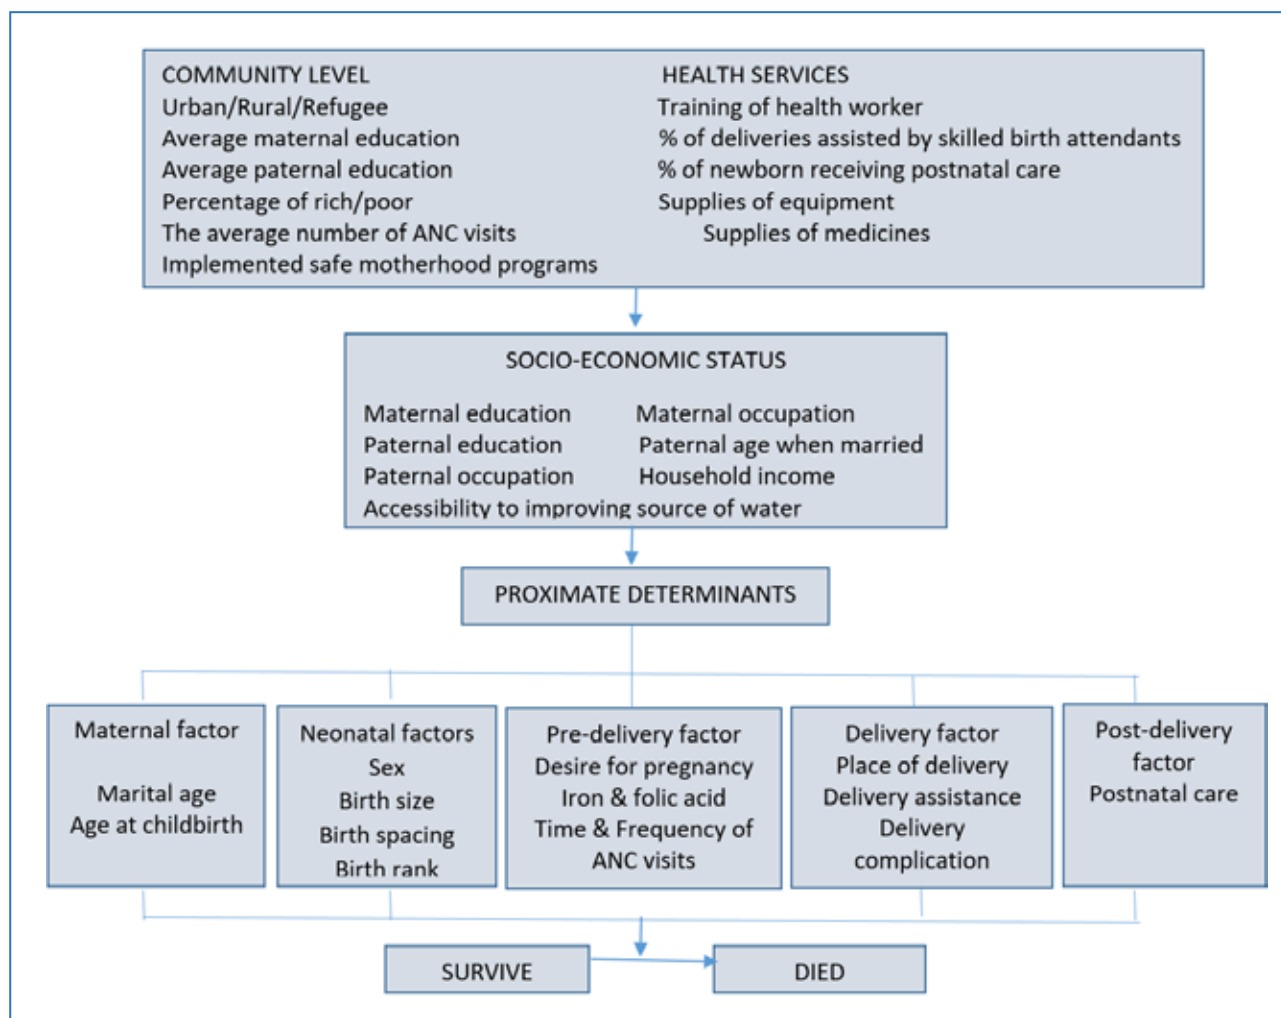 COMMUNITY LEVEL
Urban/Rural/Refugee
Average maternal education
Average paternal education
Percentage of rich/poor
The average number of ANC visits
Implemented safe motherhood programs
HEALTH SERVICES
Training of health worker
% of deliveries assisted by skilled birth attendants
% of newborn receiving postnatal care
Supplies of equipment
Supplies of medicines
SOCIO-ECONOMIC STATUS
Maternal education
Paternal education
Paternal occupation
Maternal occupation
Paternal age when married
Household income
Accessibility to improving source of water
PROXIMATE DETERMINANTS
Maternal factor
Marital age
Age at childbirth
Neonatal factors
Sex
Birth size
Birth spacing
Birth rank
Pre-delivery factor
Desire for pregnancy
Iron & folic acid
Time & Frequency of
ANC visits
Delivery factor
Place of delivery
Delivery assistance
Delivery
complication
Post-delivery
factor
Postnatal care
SURVIVE
DIED